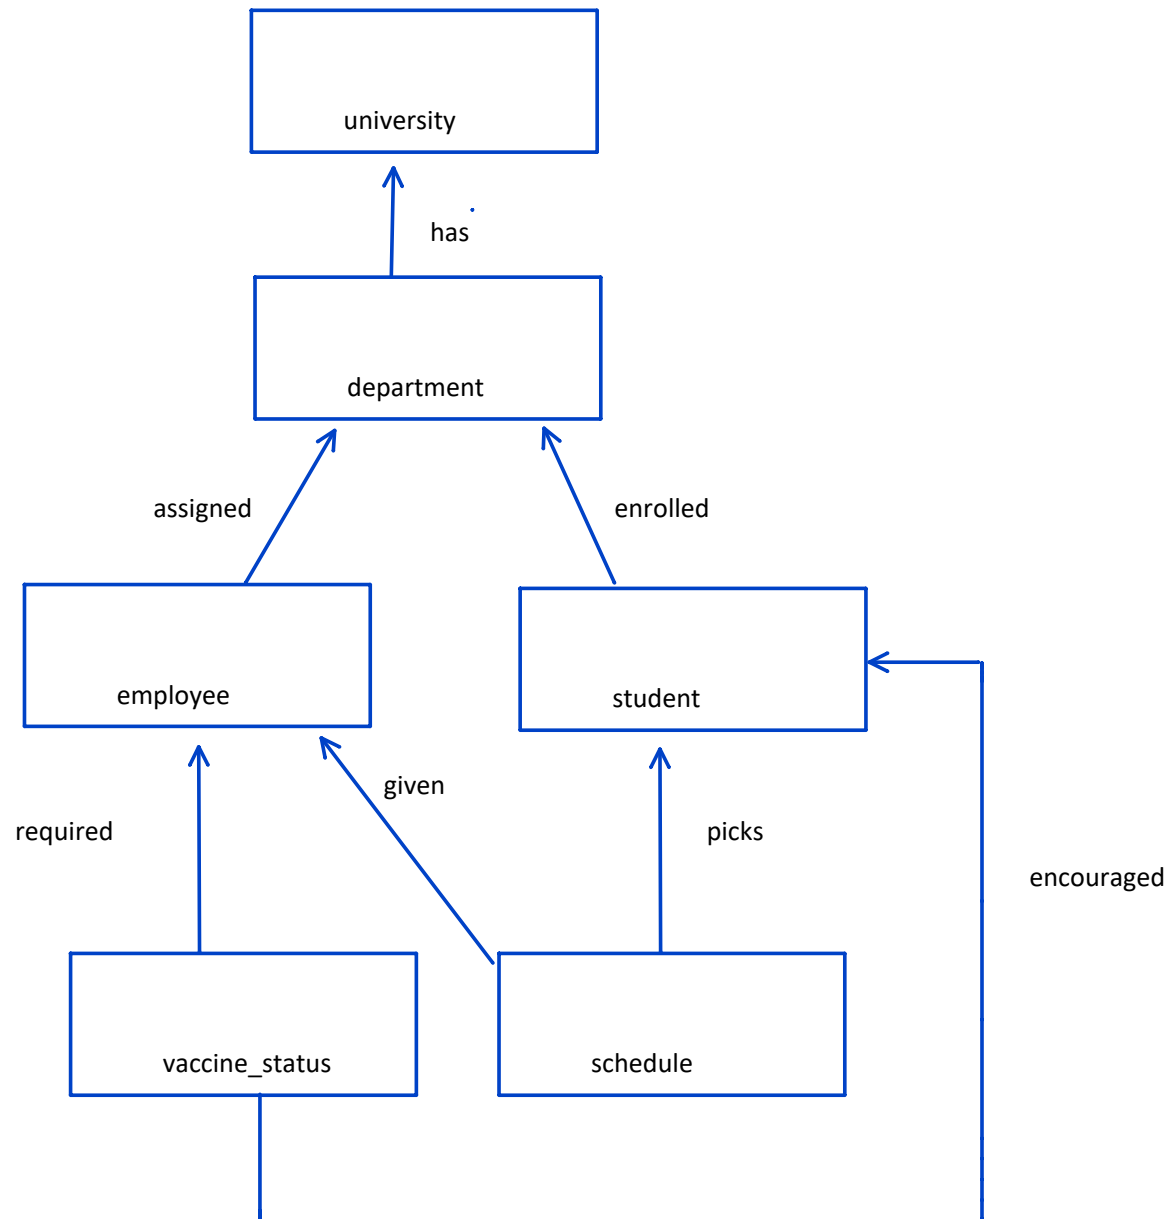 university
has
department
assigned
enrolled
employee
student
given
required
picks
encouraged
vaccine_status
schedule